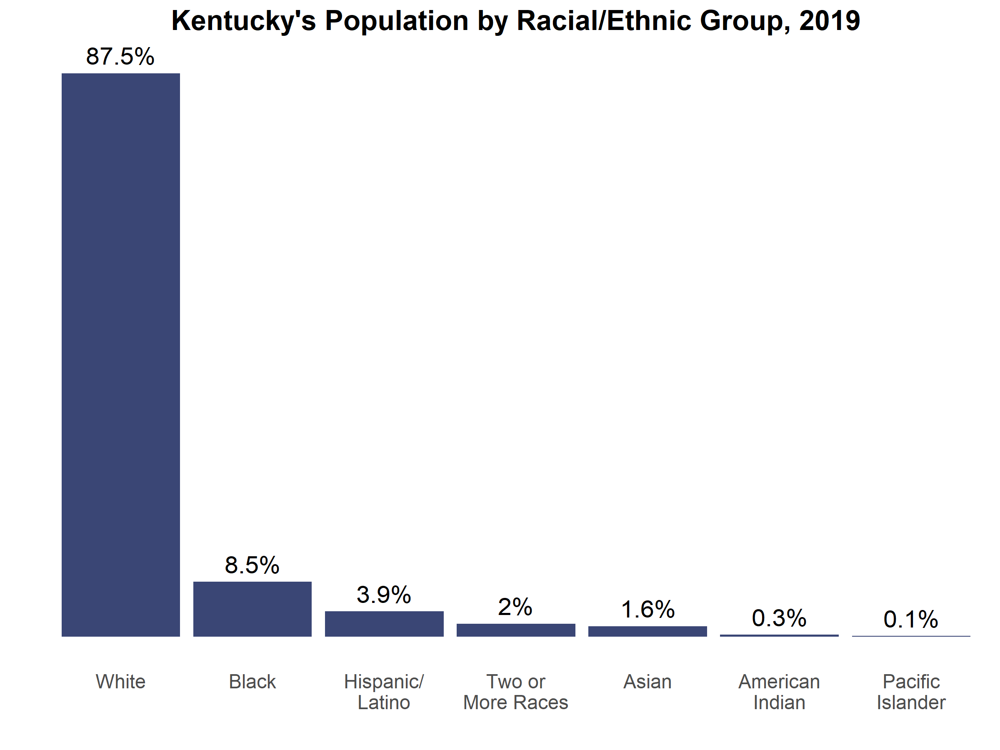 Kentucky's Population by Racial/Ethnic Group, 2019
87.5%
8.5%
3.9%
2%
1.6%
0.3%
0.1%
White
Black
Hispanic/
Latino
Two or
More Races
Asian
American
Indian
Pacific
Islander